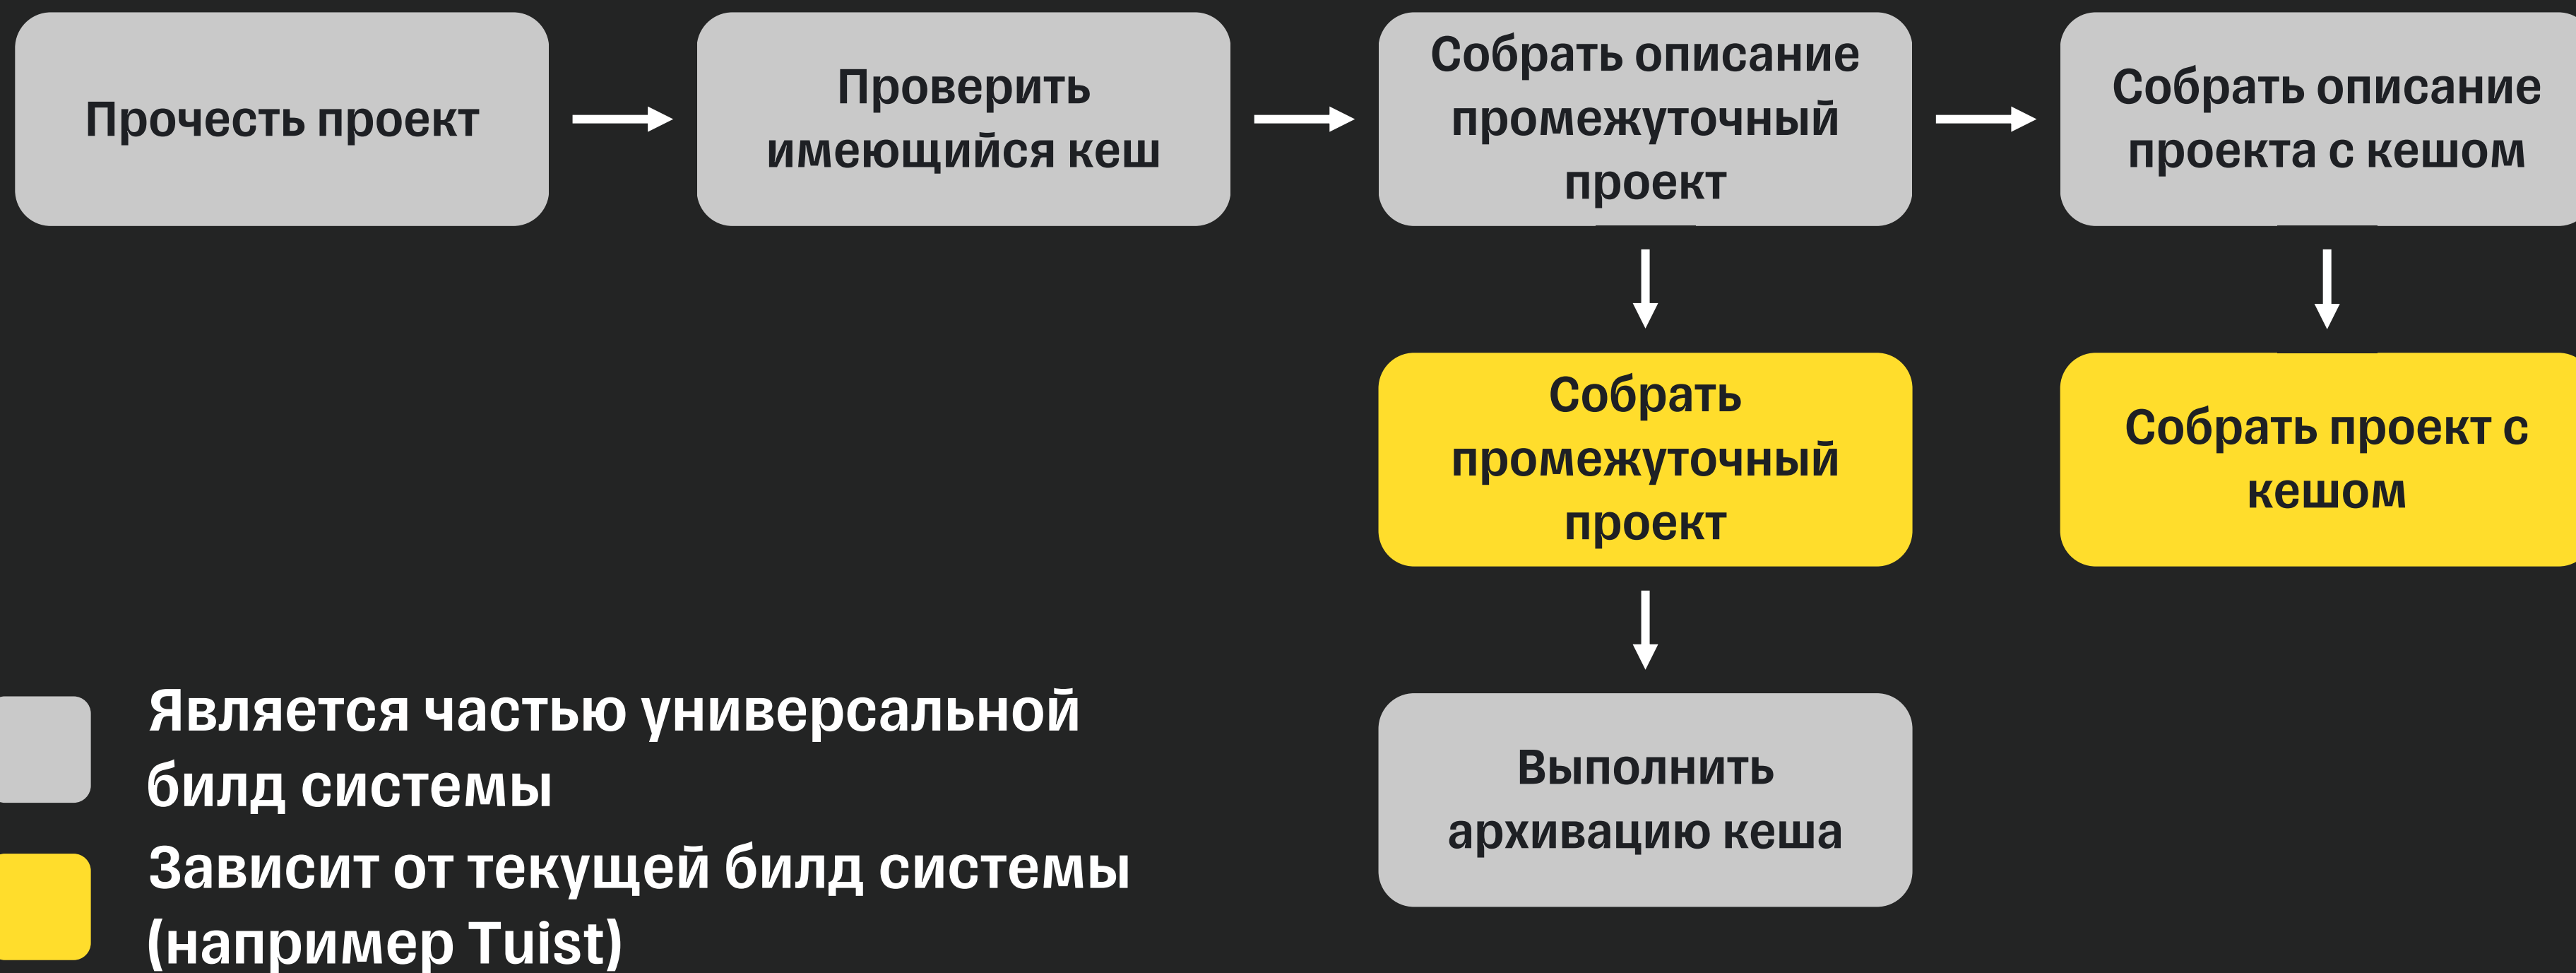 Прочесть проект
Проверить
имеющийся кеш
Собрать описание
промежуточный
проект
Собрать описание
проекта с кешом
Собрать
промежуточный
проект
Собрать проект с
кешом
Выполнить
архивацию кеша
Является частью универсальной
билд системы
Зависит от текущей билд системы
(например Tuist)